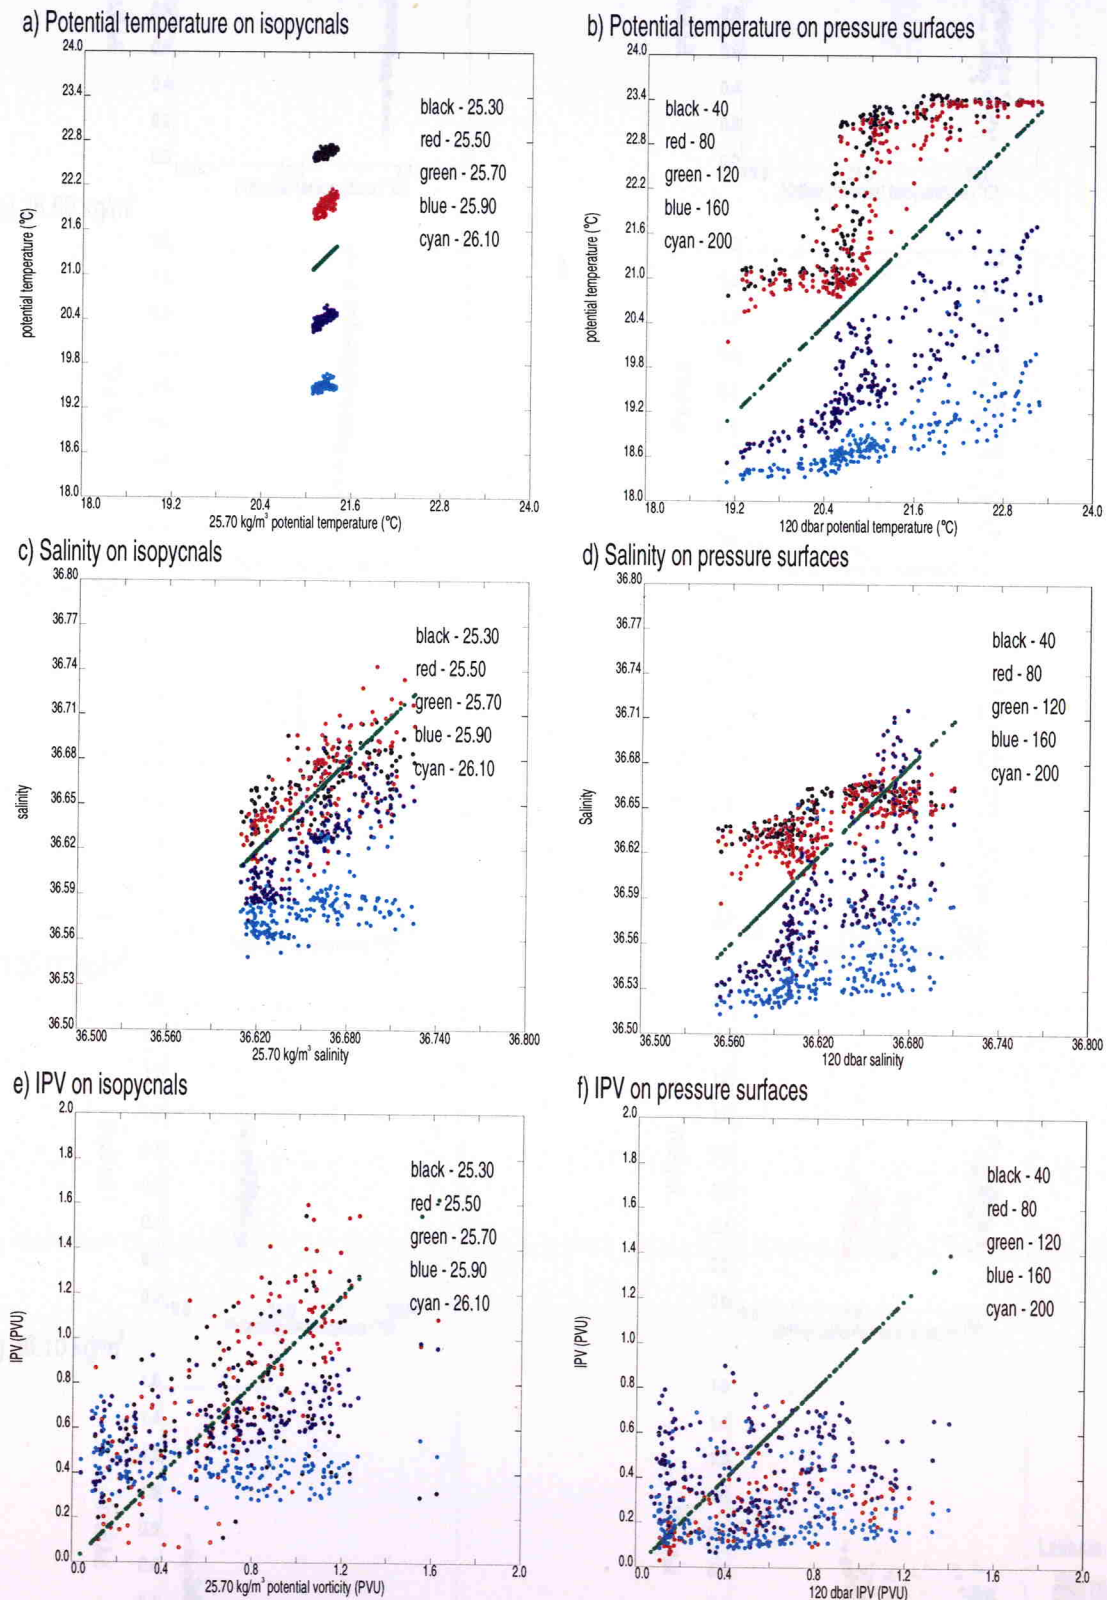 a) Potential temperature on isopycnals
24.0
23.4
22.8
22.2
21.6
21.0
20.4
19.8
19.2
18.6
18.0
potential temperature (°C)
black - 25.30
red - 25.50
green - 25.70
blue - 25.90
cyan - 26.10
18.0 19.2 20.4 21.6 22.8 24.0
25.70 kg/m³ potential temperature (°C)
b) Potential temperature on pressure surfaces
24.0
23.4
22.8
22.2
21.6
21.0
20.4
19.8
19.2
18.6
18.0
potential temperature (°C)
black - 40
red - 80
green - 120
blue - 160
cyan - 200
18.0 19.2 20.4 21.6 22.8 24.0
120 dbar potential temperature (°C)
c) Salinity on isopycnals
36.80
36.77
36.74
36.71
36.68
36.65
36.62
36.59
36.56
36.53
36.50
salinity
black - 25.30
red - 25.50
green - 25.70
blue - 25.90
cyan - 26.10
36.500 36.560 36.620 36.680 36.740 36.800
25.70 kg/m³ salinity
d) Salinity on pressure surfaces
36.80
36.77
36.74
36.71
36.68
36.65
36.62
36.59
36.56
36.53
36.50
Salinity
black - 40
red - 80
green - 120
blue - 160
cyan - 200
36.500 36.560 36.620 36.680 36.740 36.800
120 dbar salinity
e) IPV on isopycnals
2.0
1.8
1.6
1.4
1.2
1.0
0.8
0.6
0.4
0.2
0.0
IPV (PVU)
black - 25.30
red - 25.50
green - 25.70
blue - 25.90
cyan - 26.10
0.0 0.4 0.8 1.2 1.6 2.0
25.70 kg/m³ potential vorticity (PVU)
f) IPV on pressure surfaces
2.0
1.8
1.6
1.4
1.2
1.0
0.8
0.6
0.4
0.2
0.0
IPV (PVU)
black - 40
red - 80
green - 120
blue - 160
cyan - 200
0.0 0.4 0.8 1.2 1.6 2.0
120 dbar IPV (PVU)